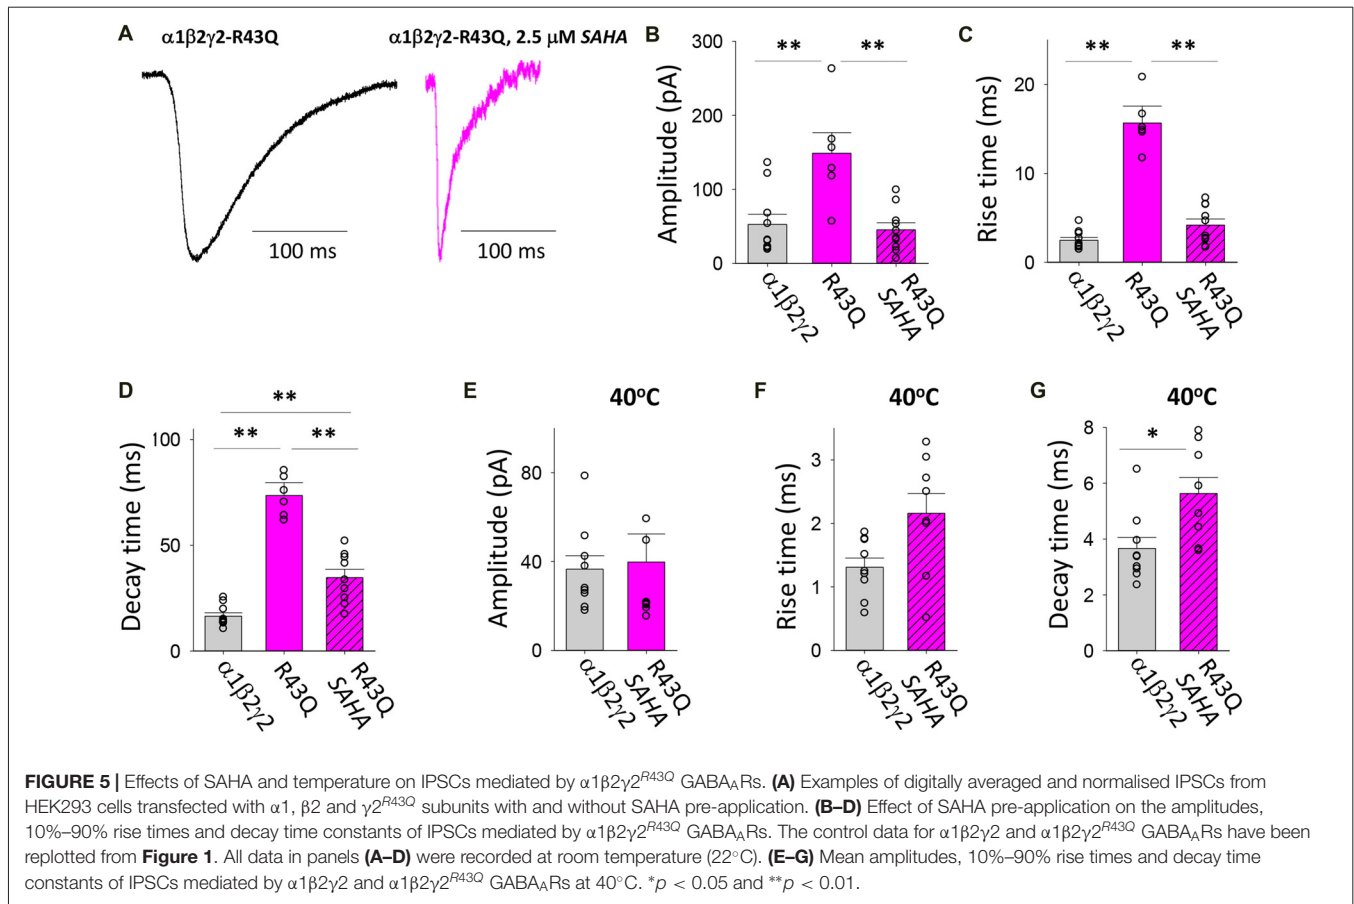 A
α1β2γ2-R43Q
α1β2γ2-R43Q, 2.5 μM SAHA
100 ms
100 ms
B
Amplitude (pA)
300
200
100
0
**
**
α1β2γ2
R43Q
R43Q
SAHA
C
Rise time (ms)
20
10
0
**
**
α1β2γ2
R43Q
R43Q
SAHA
D
Decay time (ms)
100
50
0
**
**
**
α1β2γ2
R43Q
R43Q
SAHA
E
40°C
Amplitude (pA)
80
40
0
α1β2γ2
R43Q
SAHA
F
40°C
Rise time (ms)
3
2
1
0
α1β2γ2
R43Q
SAHA
G
40°C
Decay time (ms)
8
8
6
4
2
0
*
α1β2γ2
R43Q
SAHA
FIGURE 5 | Effects of SAHA and temperature on IPSCs mediated by α1β2γ2R43Q GABAARs. (A) Examples of digitally averaged and normalised IPSCs from
HEK293 cells transfected with α1, β2 and γ2R43Q subunits with and without SAHA pre-application. (B–D) Effect of SAHA pre-application on the amplitudes,
10%–90% rise times and decay time constants of IPSCs mediated by α1β2γ2R43Q GABAARs. The control data for α1β2γ2 and α1β2γ2R43Q GABAARs have been
replotted from Figure 1. All data in panels (A–D) were recorded at room temperature (22°C). (E–G) Mean amplitudes, 10%–90% rise times and decay time
constants of IPSCs mediated by α1β2γ2 and α1β2γ2R43Q GABAARs at 40°C. *p < 0.05 and **p < 0.01.